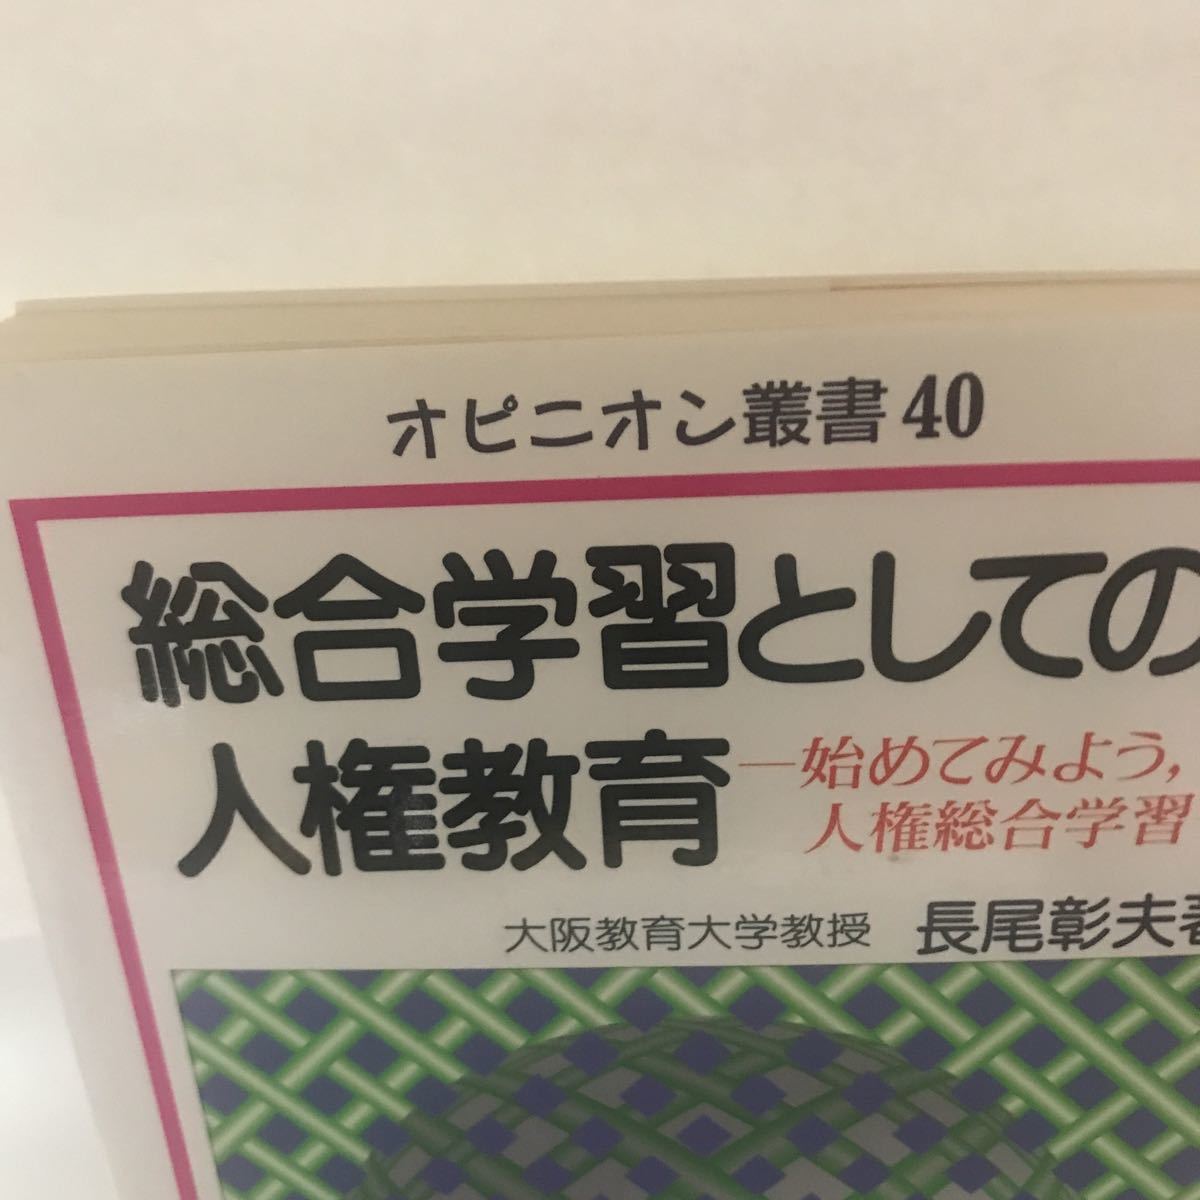 オピニオン叢書40
総合学習としての
人権教育
―始めてみよう,
人権総合学習
大阪教育大学教授 長尾彰夫著